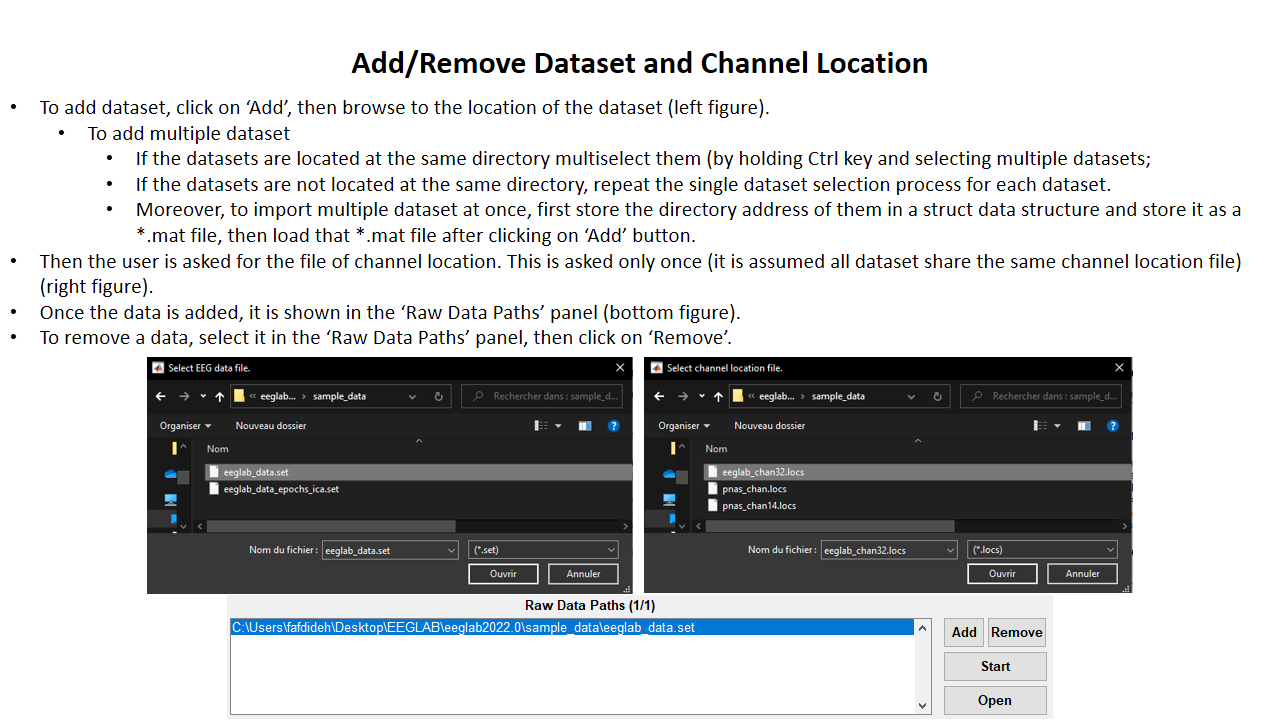 Add/Remove Dataset and Channel Location
• To add dataset, click on ‘Add’, then browse to the location of the dataset (left figure).
• To add multiple dataset
• If the datasets are located at the same directory multiselect them (by holding Ctrl key and selecting multiple datasets;
• If the datasets are not located at the same directory, repeat the single dataset selection process for each dataset.
• Moreover, to import multiple dataset at once, first store the directory address of them in a struct data structure and store it as a
*.mat file, then load that *.mat file after clicking on ‘Add’ button.
• Then the user is asked for the file of channel location. This is asked only once (it is assumed all dataset share the same channel location file)
(right figure).
• Once the data is added, it is shown in the ‘Raw Data Paths’ panel (bottom figure).
• To remove a data, select it in the ‘Raw Data Paths’ panel, then click on ‘Remove’.
Select EEG data file.
« eeglab... › sample_data
Rechercher dans : sample_d...
Organiser
Nouveau dossier
Nom
eeglab_data.set
eeglab_data_epochs_ica.set
Nom du fichier :
eeglab_data.set
(*.set)
Ouvrir
Annuler
Select channel location file.
« eeglab... › sample_data
Rechercher dans : sample_d...
Organiser
Nouveau dossier
Nom
eeglab_chan32.locs
pnas_chan.locs
pnas_chan14.locs
Nom du fichier :
eeglab_chan32.locs
(*.locs)
Ouvrir
Annuler
Raw Data Paths (1/1)
C:\Users\fafdideh\Desktop\EEGLAB\eeglab2022.0\sample_data\eeglab_data.set
Add
Remove
Start
Open